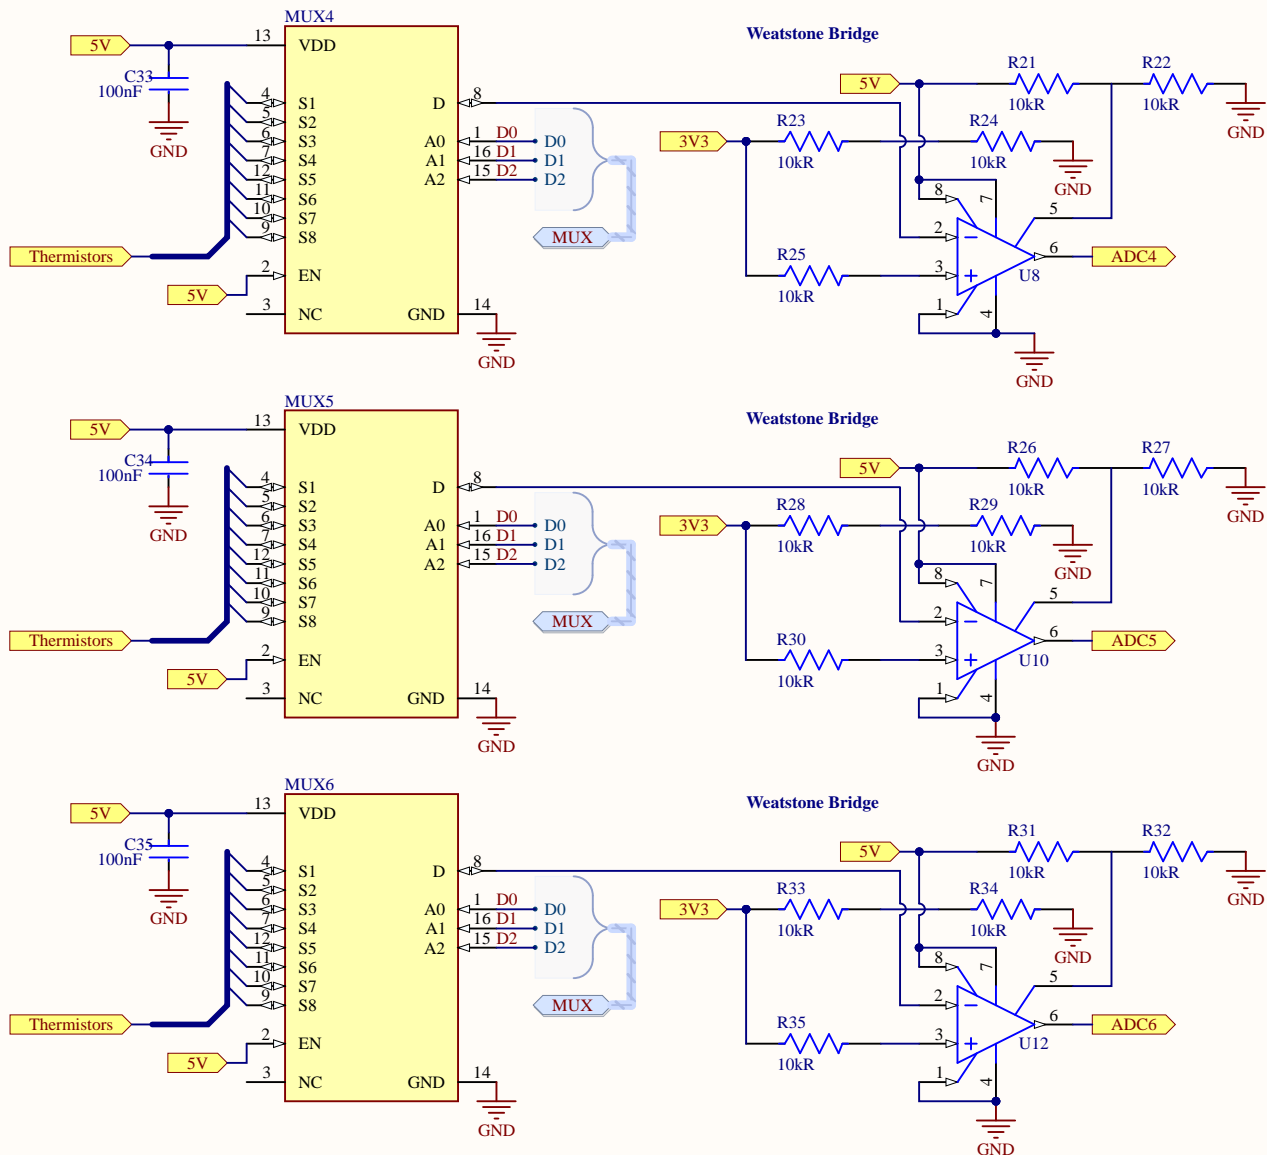 MUX4
Weatstone Bridge
5V
13
VDD
C33
100nF
GND
4
S1
5
S2
6
S3
7
S4
12
S5
11
S6
10
S7
9
S8
Thermistors
2
EN
5V
3
NC
D
8
A0
1
D0
D0
A1
16
D1
D1
A2
15
D2
D2
MUX
GND
14
GND
5V
R21
10kR
R22
10kR
GND
3V3
R23
10kR
R24
10kR
GND
R25
10kR
8
7
5
2
3
6
ADC4
U8
1
4
GND
MUX5
Weatstone Bridge
5V
13
VDD
C34
100nF
GND
4
S1
5
S2
6
S3
7
S4
12
S5
11
S6
10
S7
9
S8
Thermistors
2
EN
5V
3
NC
D
8
A0
1
D0
D0
A1
16
D1
D1
A2
15
D2
D2
MUX
GND
14
GND
5V
R26
10kR
R27
10kR
GND
3V3
R28
10kR
R29
10kR
GND
R30
10kR
8
7
5
2
3
6
ADC5
U10
1
4
GND
MUX6
Weatstone Bridge
5V
13
VDD
C35
100nF
GND
4
S1
5
S2
6
S3
7
S4
12
S5
11
S6
10
S7
9
S8
Thermistors
2
EN
5V
3
NC
D
8
A0
1
D0
D0
A1
16
D1
D1
A2
15
D2
D2
MUX
GND
14
GND
5V
R31
10kR
R32
10kR
GND
3V3
R33
10kR
R34
10kR
GND
R35
10kR
8
7
5
2
3
6
ADC6
U12
1
4
GND